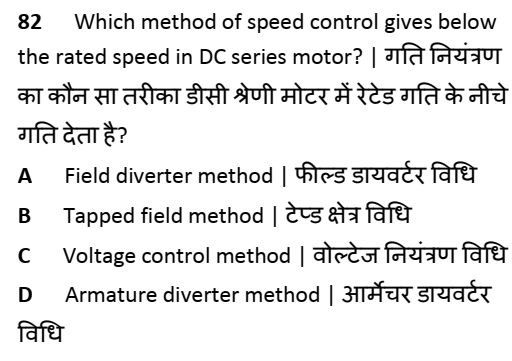 82 Which method of speed control gives below
the rated speed in DC series motor? | गति नियंत्रण
का कौन सा तरीका डीसी श्रेणी मोटर में रेटेड गति के नीचे
गति देता है?
A Field diverter method | फील्ड डायवर्टर विधि
B Tapped field method | टेप्ड क्षेत्र विधि
C Voltage control method | वोल्टेज नियंत्रण विधि
D Armature diverter method | आर्मेचर डायवर्टर
विधि